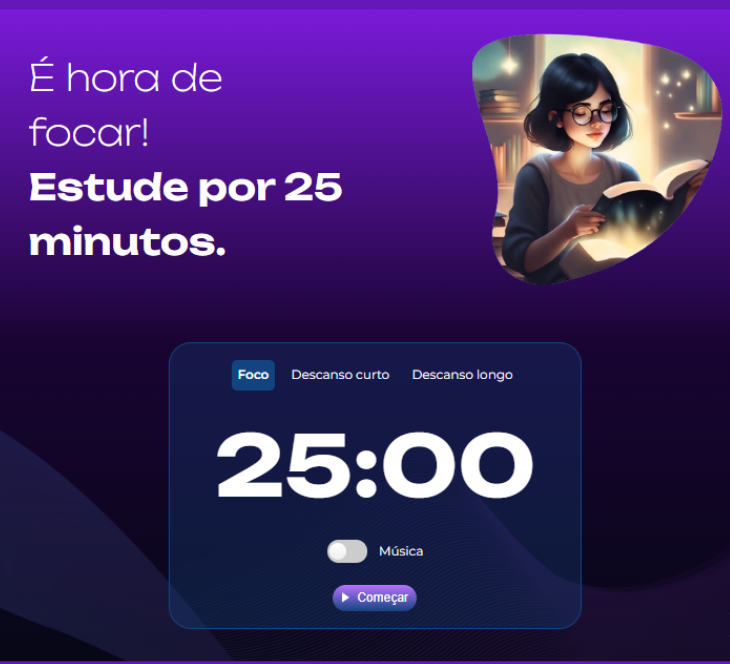 É hora de
focar!
Estude por 25
minutos.
Foco Descanso curto Descanso longo
25:00
Música
Começar